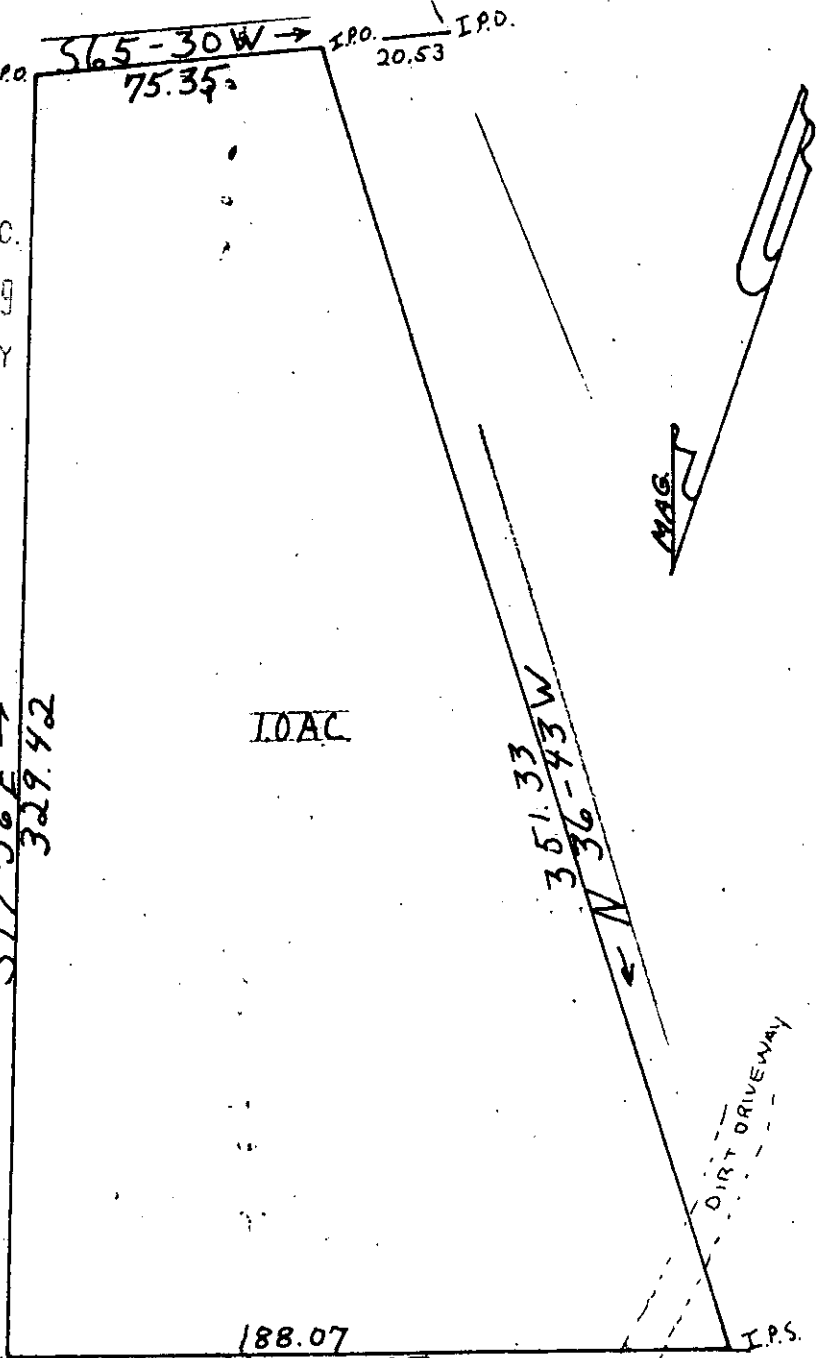 S65-30W →
I.P.O.
20.53
I.P.O.
P.O.
75.35
C.
Y
MAG.
329.42
1.0 AC
351.33
← N 36-43 W
DIRT DRIVEWAY
188.07
I.P.S.